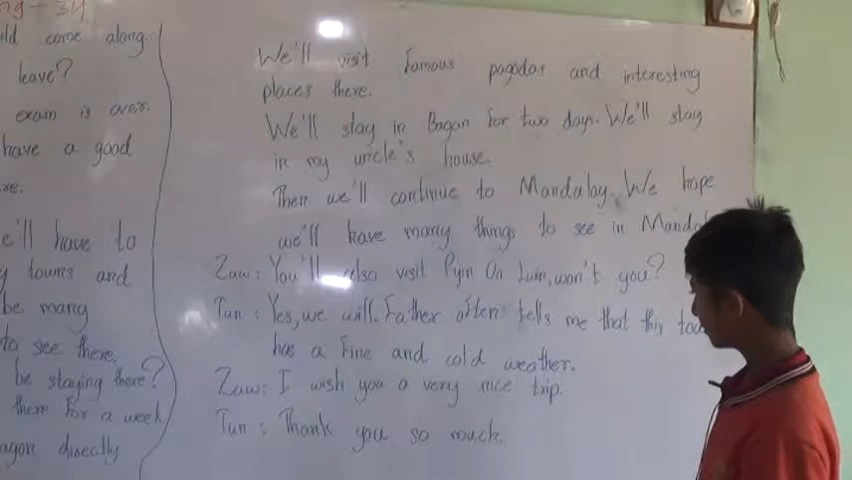 ng - 34
ld come along.
leave?
exam is over.
have a good
re.
e'll have to
y towns and
be many
to see there.
be staying there?
there for a week
agon directly
We'll visit famous pagodas and interesting
places there.
We'll stay in Bagan for two days. We'll stay
in my uncle's house.
Then we'll continue to Mandalay. We hope
we'll have many things to see in Manda
Zaw: You'll also visit Pyin Oo Lwin, won't you?
Tun : Yes, we will. Father often tells me that this
has a fine and cold weather.
Zaw: I wish you a very nice trip.
Tun : Thank you so much